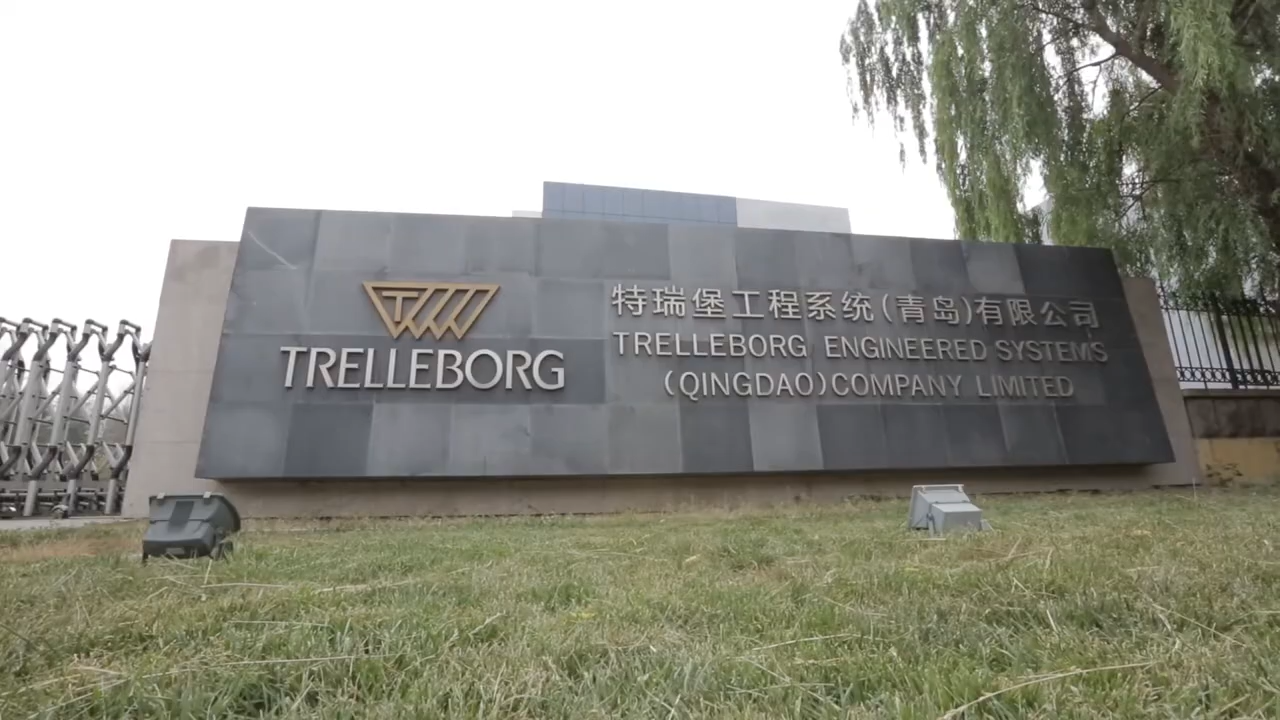 T
TRELLEBORG
特瑞堡工程系统(青岛)有限公司
TRELLEBORG ENGINEERED SYSTEMS
(QINGDAO)COMPANY LIMITED